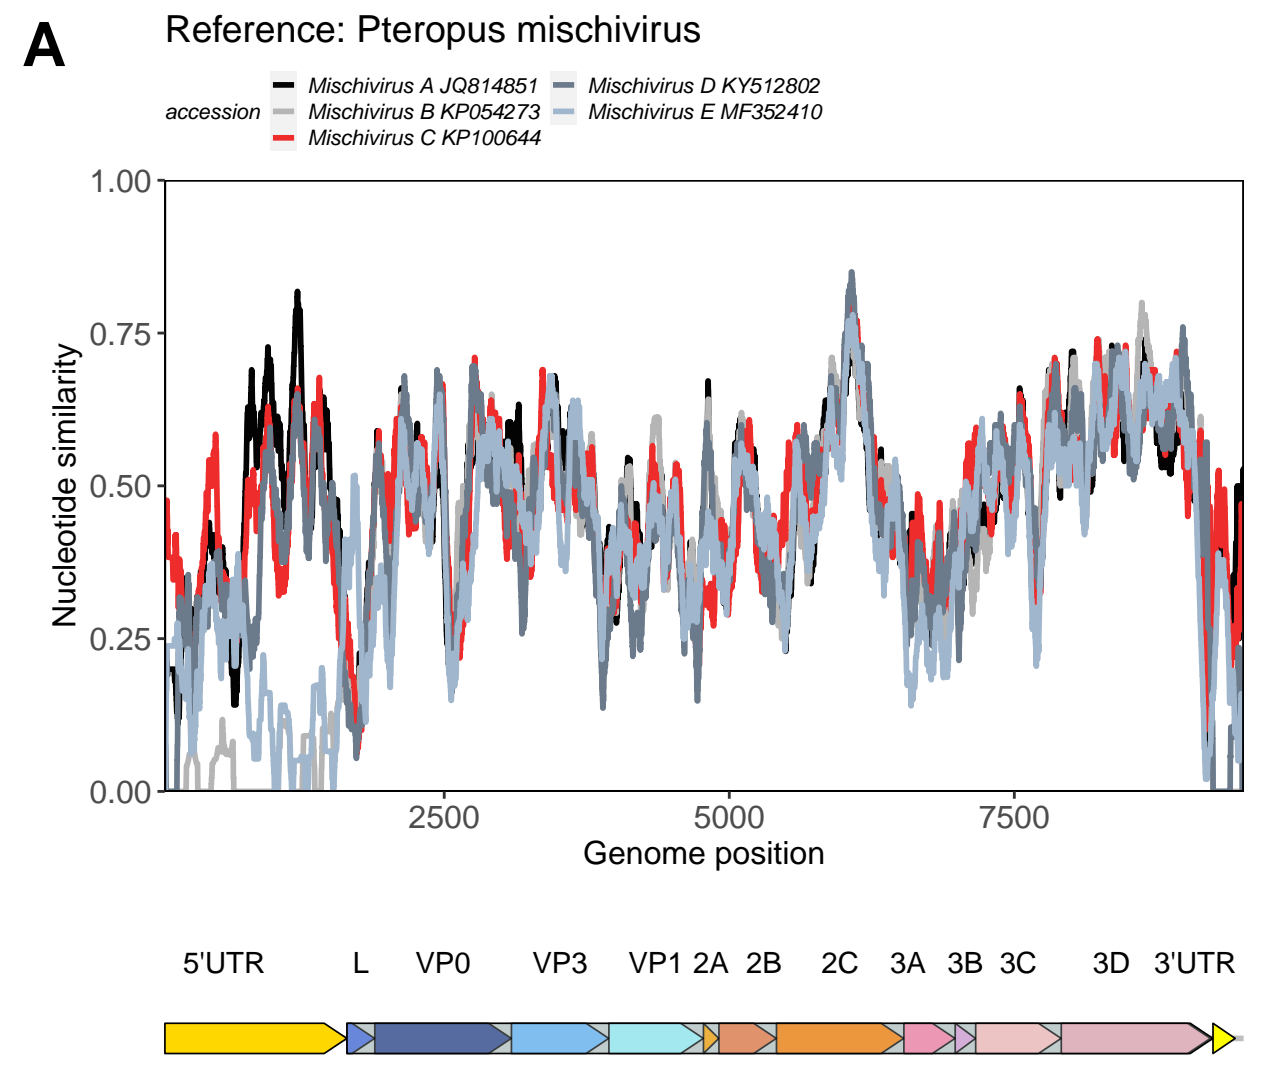 A
Reference: Pteropus mischivirus
accession
Mischivirus A JQ814851
Mischivirus B KP054273
Mischivirus C KP100644
Mischivirus D KY512802
Mischivirus E MF352410
Nucleotide similarity
1.00
0.75
0.50
0.25
0.00
2500 5000 7500
Genome position
5'UTR L VP0 VP3 VP1 2A 2B 2C 3A 3B 3C 3D 3'UTR